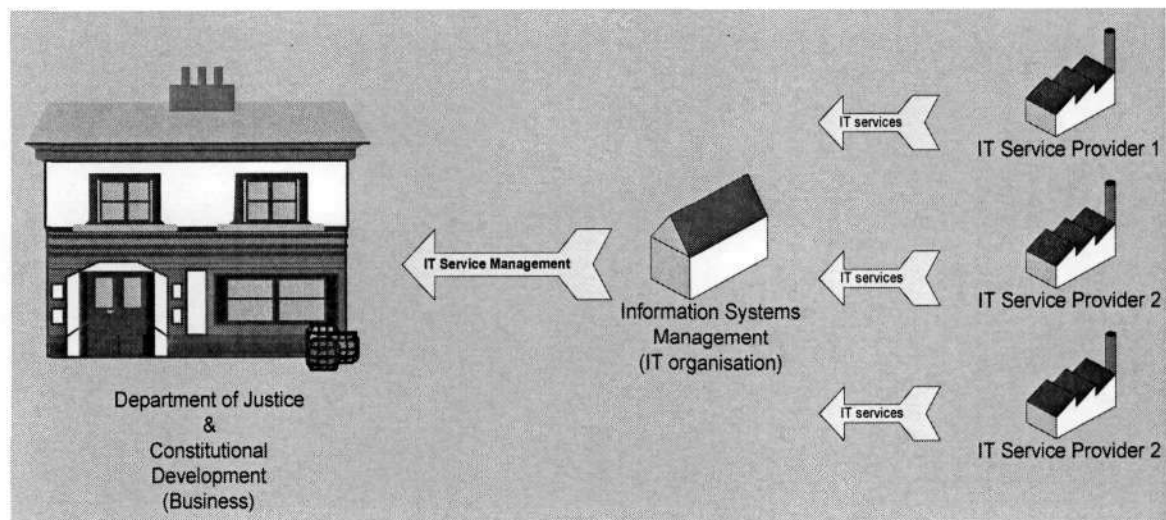 Department of Justice
&
Constitutional
Development
(Business)
IT Service Management
Information Systems
Management
(IT organisation)
IT services
IT Service Provider 1
IT services
IT Service Provider 2
IT services
IT Service Provider 2